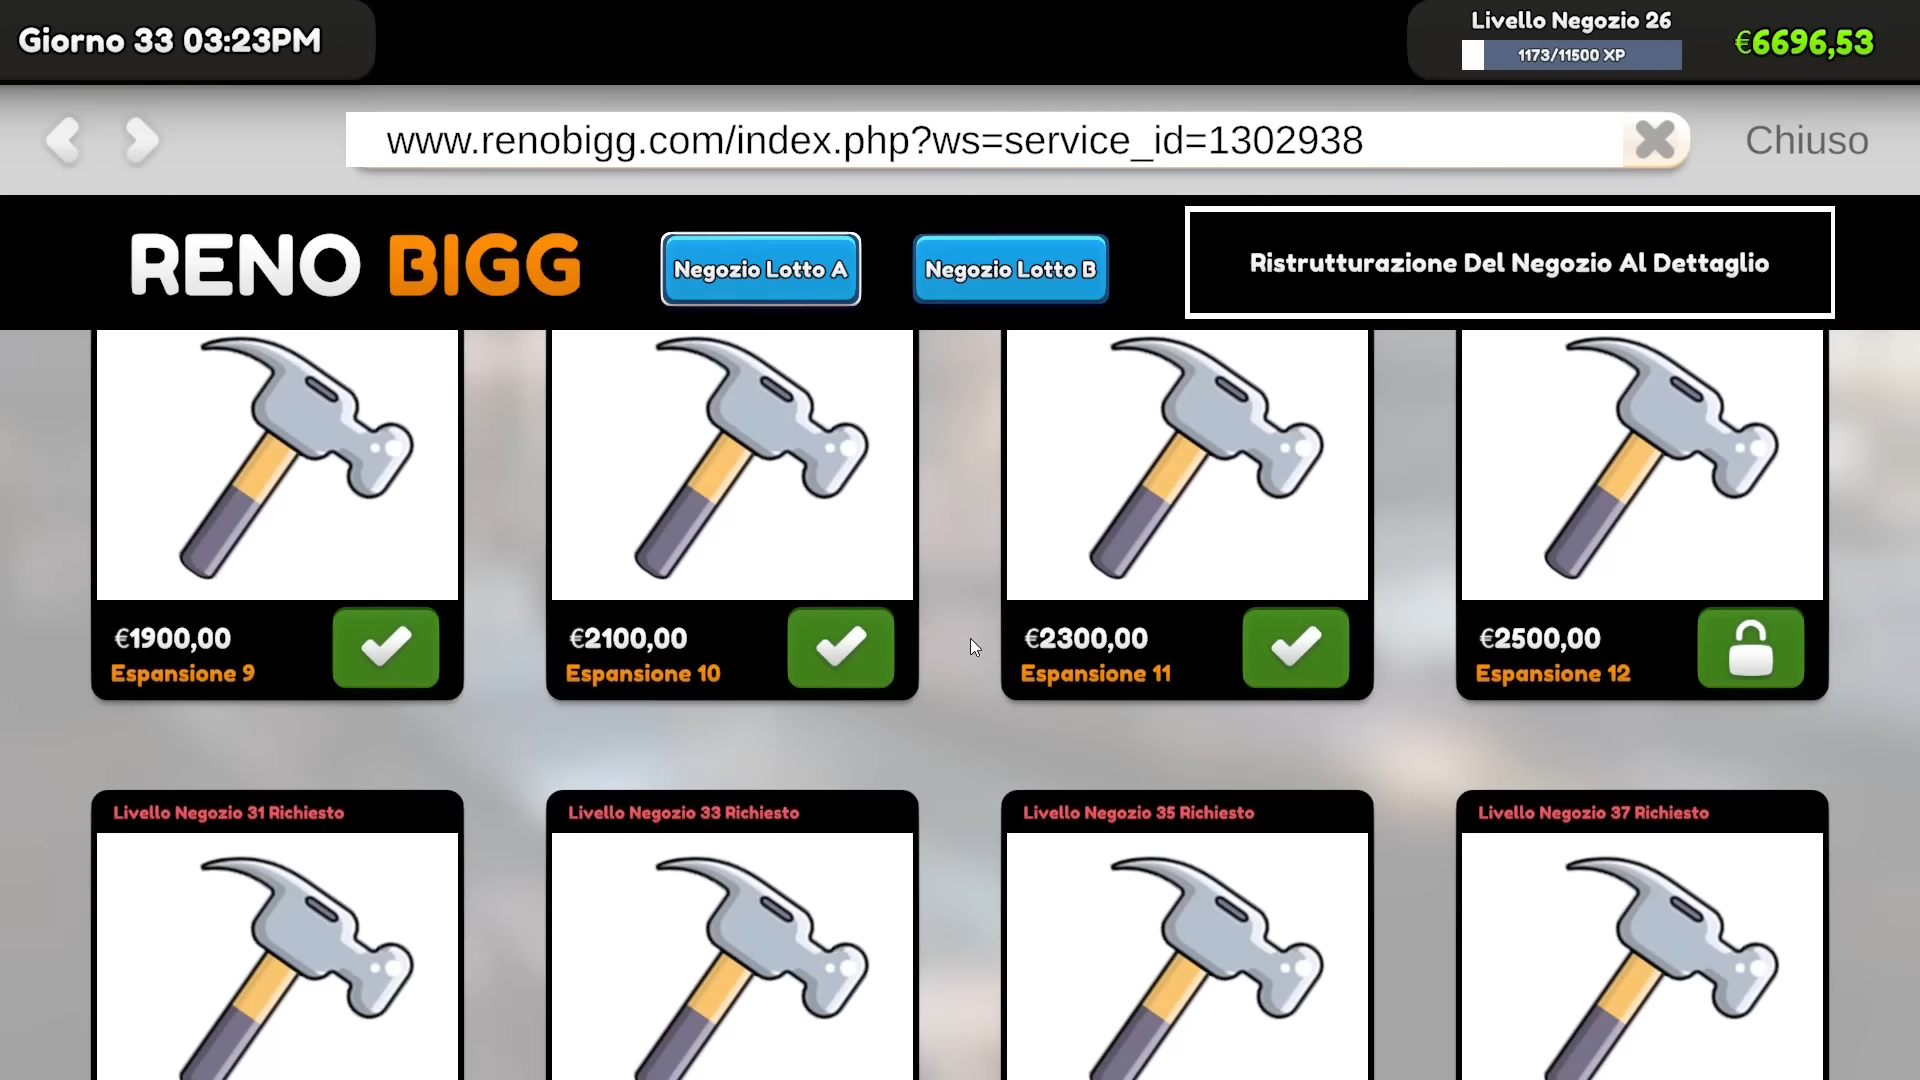 Giorno 33 03:23PM
Livello Negozio 26
1173/11500 XP
€6696,53
www.renobigg.com/index.php?ws=service_id=1302938
Chiuso
RENO BIGG
Negozio Lotto A
Negozio Lotto B
Ristrutturazione Del Negozio Al Dettaglio
€1900,00
Espansione 9
€2100,00
Espansione 10
€2300,00
Espansione 11
€2500,00
Espansione 12
Livello Negozio 31 Richiesto
Livello Negozio 33 Richiesto
Livello Negozio 35 Richiesto
Livello Negozio 37 Richiesto